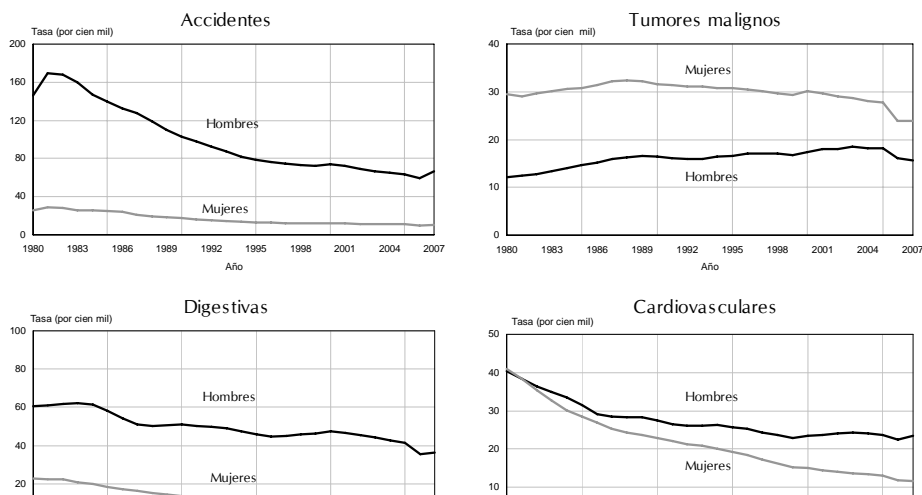 Accidentes
Tasa (por cien mil)
200
160
120
80
40
0
Hombres
Mujeres
1980 1983 1986 1989 1992 1995 1998 2001 2004 2007
Año
Tumores malignos
Tasa (por cien mil)
40
30
20
10
0
Mujeres
Hombres
1980 1983 1986 1989 1992 1995 1998 2001 2004 2007
Año
Digestivas
Tasa (por cien mil)
100
80
60
40
20
Hombres
Mujeres
Cardiovasculares
Tasa (por cien mil)
50
40
30
20
10
Hombres
Mujeres